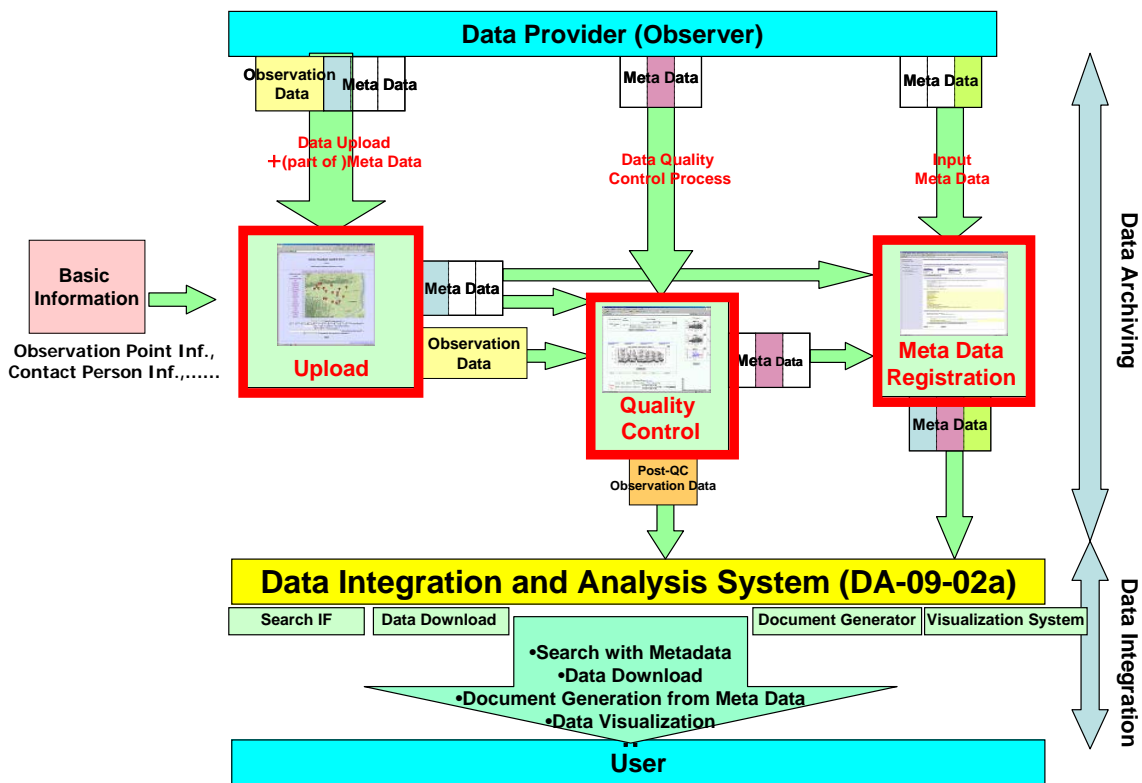 Data Provider (Observer)
Observation
Data
Meta Data
Meta Data
Meta Data
Data Upload
+(part of )Meta Data
Data Quality
Control Process
Input
Meta Data
Data Archiving
Basic
Information
Observation Point Inf.,
Contact Person Inf.,......
Upload
Meta Data
Observation
Data
Quality
Control
Meta Data
Meta Data
Registration
Meta Data
Post-QC
Observation Data
Data Integration and Analysis System (DA-09-02a)
Search IF
Data Download
Document Generator
Visualization System
•Search with Metadata
•Data Download
•Document Generation from Meta Data
•Data Visualization
Data Integration
User